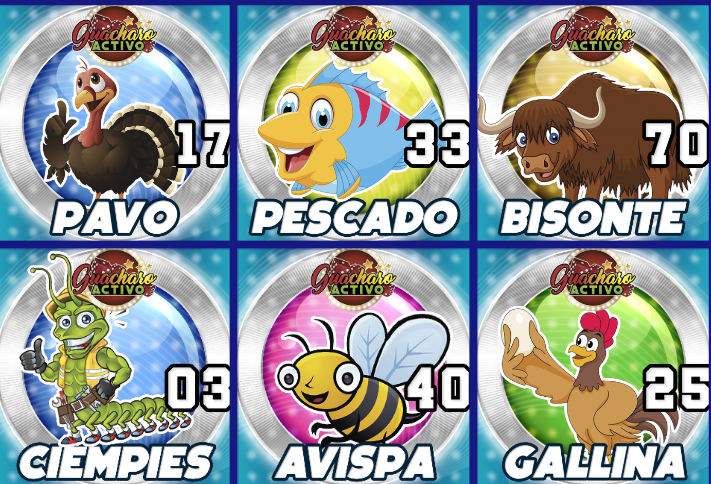 Guácharo
ACTIVO
17
PAVO
Guácharo
ACTIVO
33
PESCADO
Guácharo
ACTIVO
70
BISONTE
Guácharo
ACTIVO
03
CIEMPIES
Guácharo
ACTIVO
40
AVISPA
Guácharo
ACTIVO
25
GALLINA